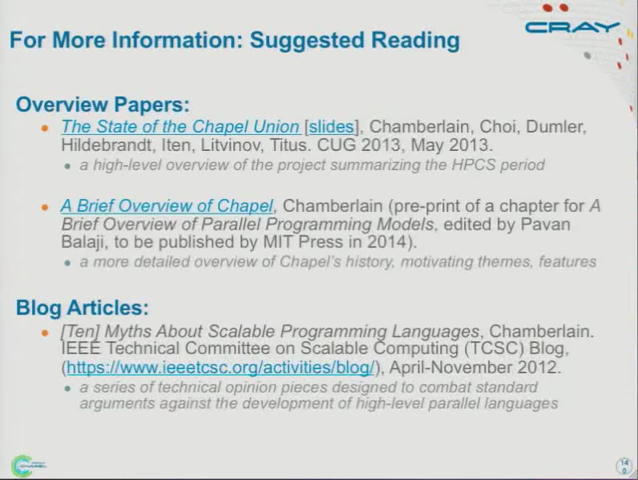 CRAY
For More Information: Suggested Reading
Overview Papers:
The State of the Chapel Union [slides], Chamberlain, Choi, Dumler,
Hildebrandt, Iten, Litvinov, Titus. CUG 2013, May 2013.
a high-level overview of the project summarizing the HPCS period
A Brief Overview of Chapel, Chamberlain (pre-print of a chapter for A
Brief Overview of Parallel Programming Models, edited by Pavan
Balaji, to be published by MIT Press in 2014).
a more detailed overview of Chapel's history, motivating themes, features
Blog Articles:
[Ten] Myths About Scalable Programming Languages, Chamberlain.
IEEE Technical Committee on Scalable Computing (TCSC) Blog,
(https://www.ieeetcsc.org/activities/blog/), April-November 2012.
a series of technical opinion pieces designed to combat standard
arguments against the development of high-level parallel languages
CHAPEL
14
0